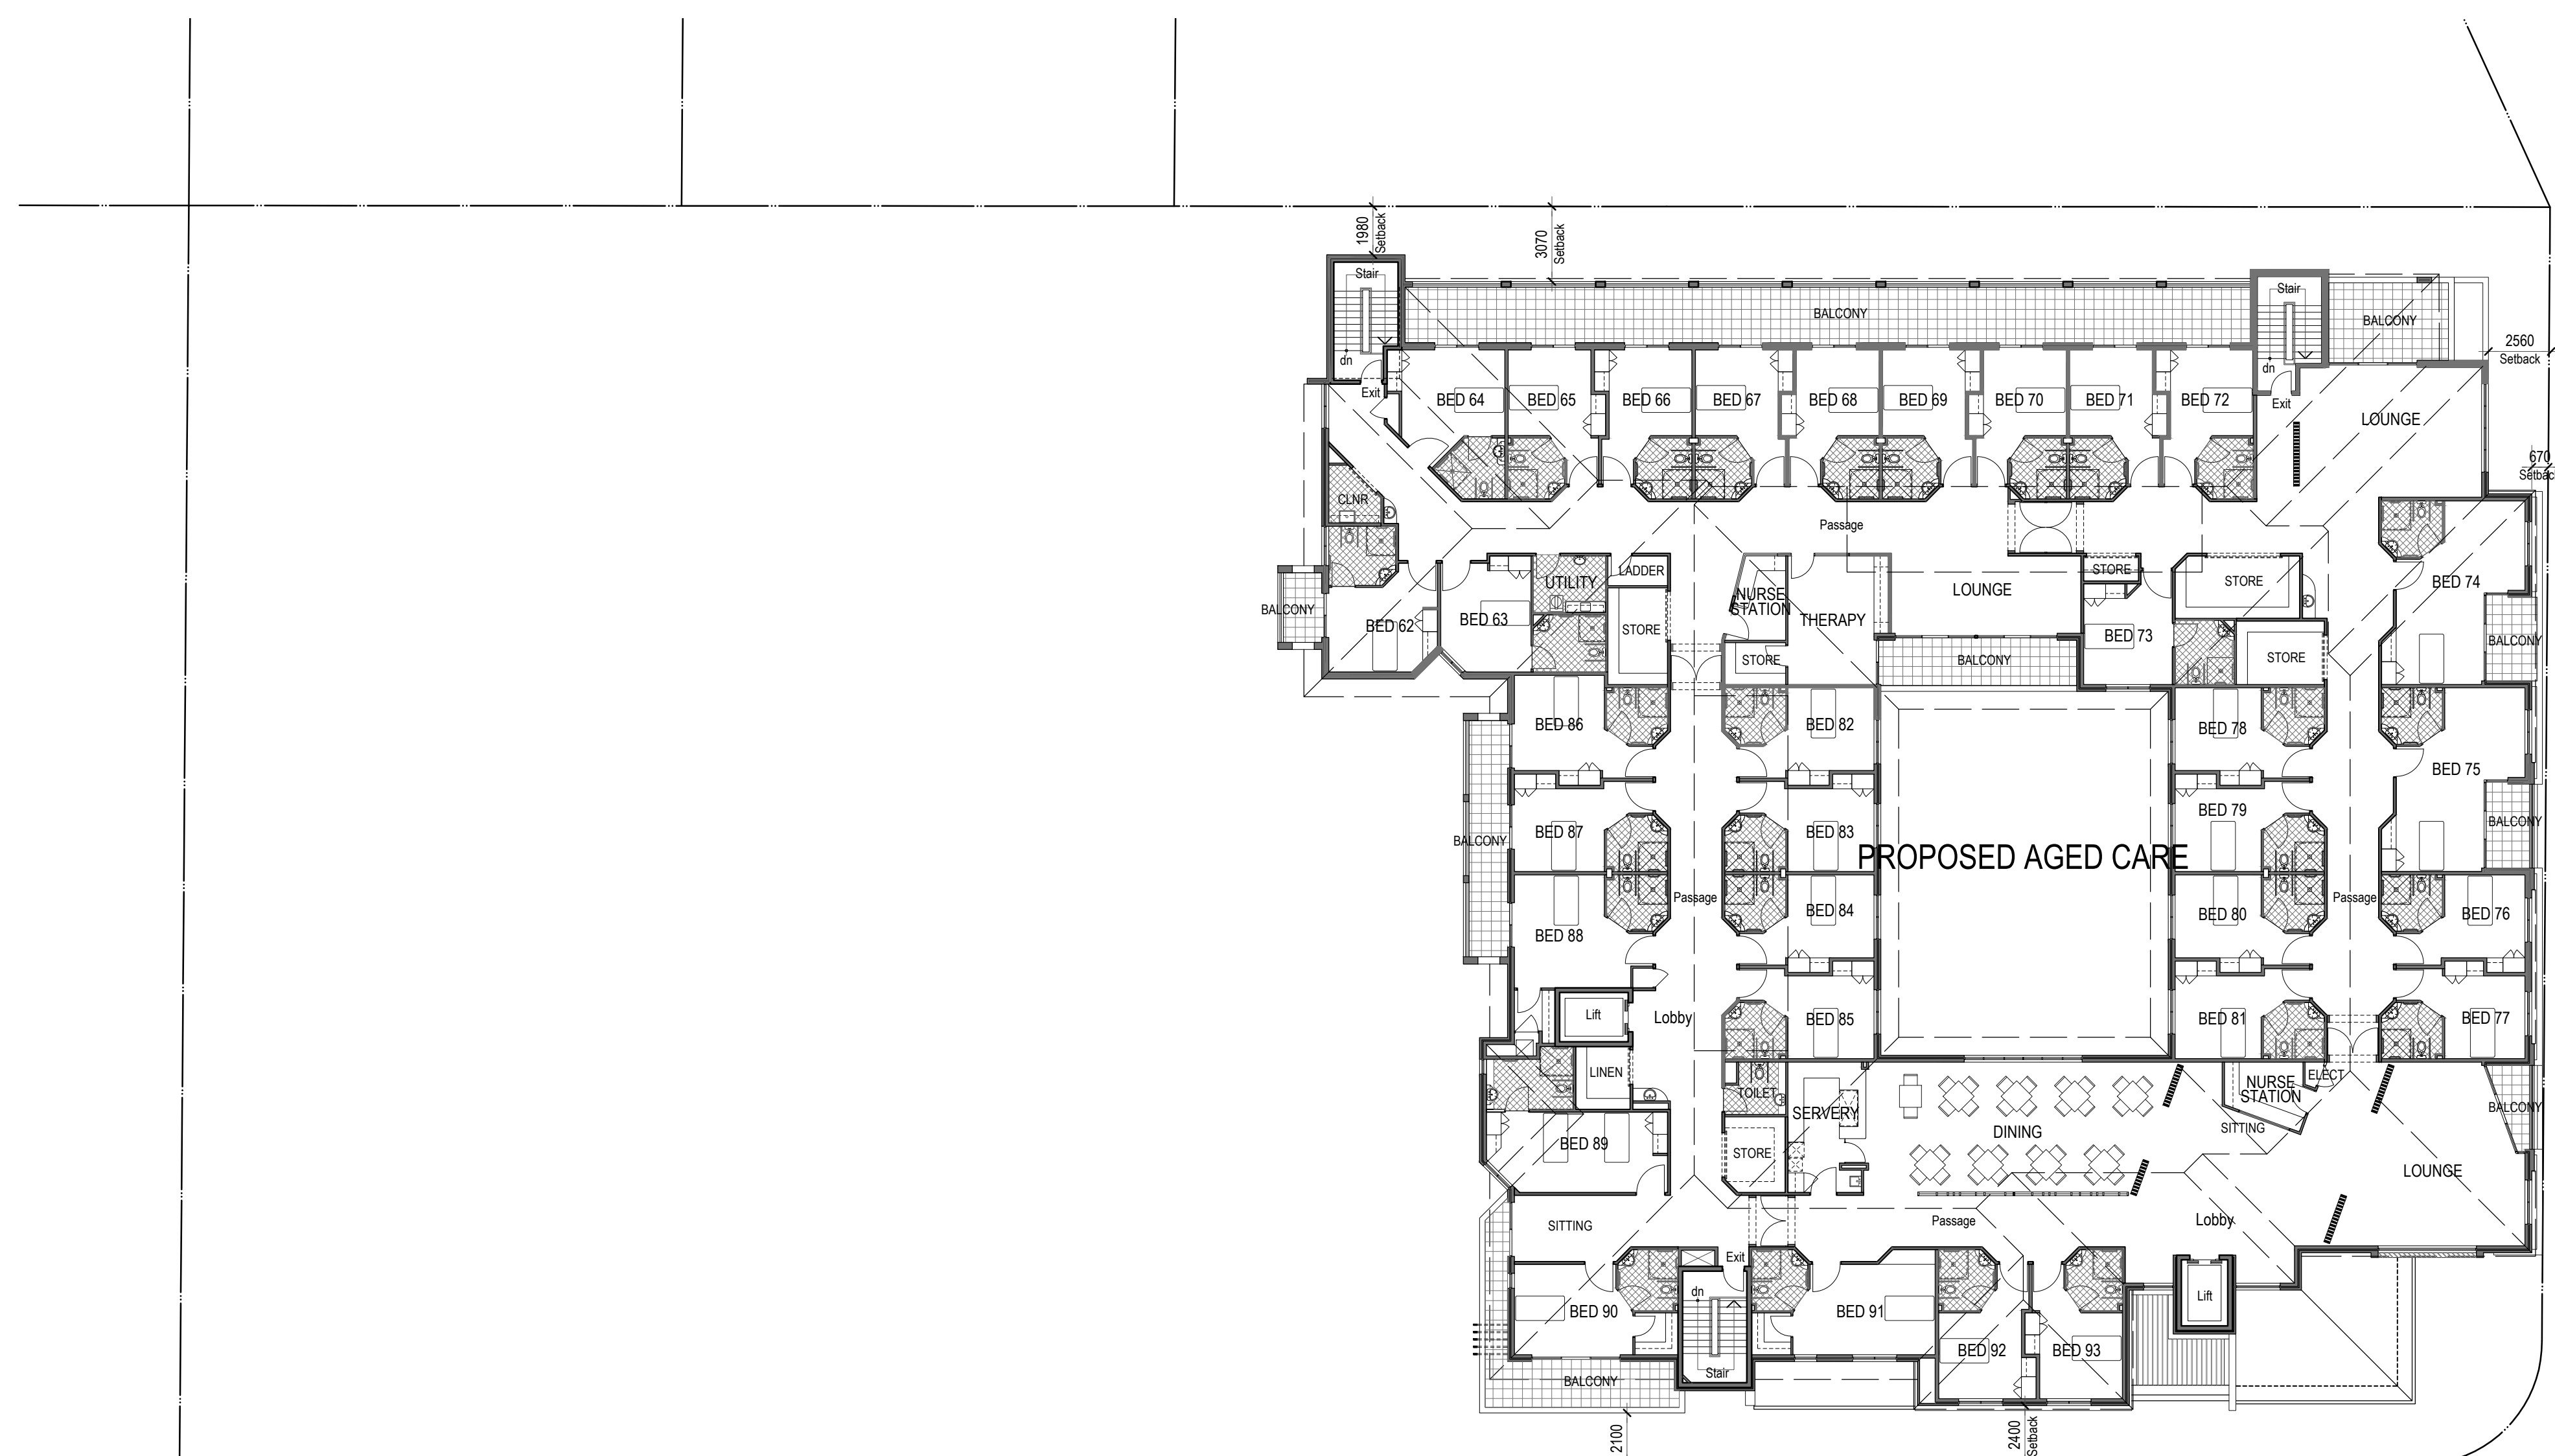 1980
Setback
3070
Setback
Stair
dn
Exit
BALCONY
Stair
dn
Exit
BALCONY
2560
Setback
LOUNGE
670
Setbac
BED 64
BED 65
BED 66
BED 67
BED 68
BED 69
BED 70
BED 71
BED 72
CLNR
Passage
BALCONY
BED 62
BED 63
UTILITY
LADDER
STORE
NURSE
STATION
STORE
THERAPY
LOUNGE
BALCONY
STORE
BED 73
STORE
STORE
BED 74
BALCONY
BED 86
BED 82
BED 78
BED 75
BALCONY
BED 87
BED 83
BED 79
BALCONY
PROPOSED AGED CARE
BED 88
Passage
BED 84
BED 80
Passage
BED 76
Lift
Lobby
BED 85
BED 81
BED 77
LINEN
TOILET
SERVERY
DINING
NURSE
STATION
ELECT
SITTING
BALCONY
BED 89
STORE
LOUNGE
SITTING
Passage
Lobby
Exit
dn
BED 90
BED 91
Lift
BED 92
BED 93
Stair
BALCONY
2100
2400
Setback